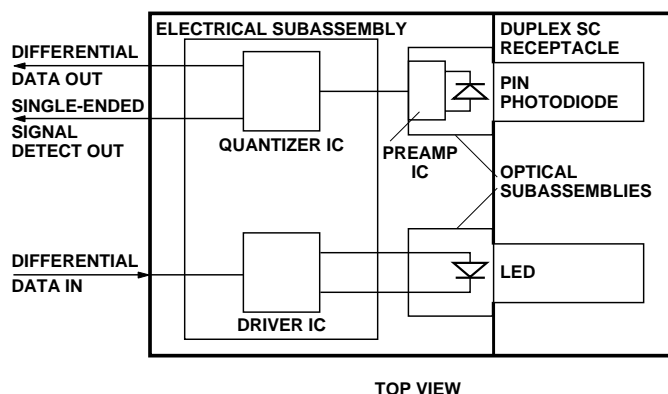 ELECTRICAL SUBASSEMBLY
DUPLEX SC
RECEPTACLE
DIFFERENTIAL
DATA OUT
SINGLE-ENDED
SIGNAL
DETECT OUT
QUANTIZER IC
PREAMP IC
PIN
PHOTODIODE
OPTICAL
SUBASSEMBLIES
DIFFERENTIAL
DATA IN
DRIVER IC
LED
TOP VIEW